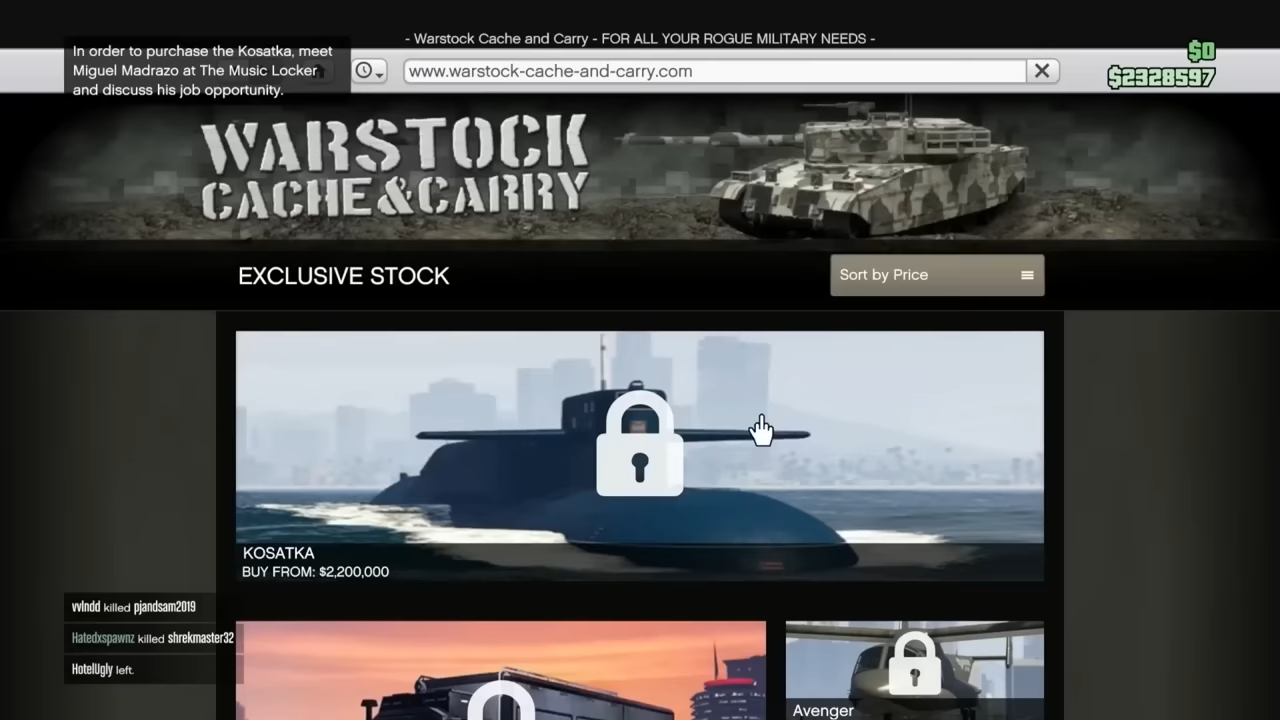 - Warstock Cache and Carry - FOR ALL YOUR ROGUE MILITARY NEEDS -
In order to purchase the Kosatka, meet
Miguel Madrazo at The Music Locker
and discuss his job opportunity.
www.warstock-cache-and-carry.com
$0
$2328597
WARSTOCK
CACHE&CARRY
EXCLUSIVE STOCK
Sort by Price
KOSATKA
BUY FROM: $2,200,000
vvlndd killed pjandsam2019
Hatedxspawnz killed shrekmaster32
HotelUgly left.
Avenger